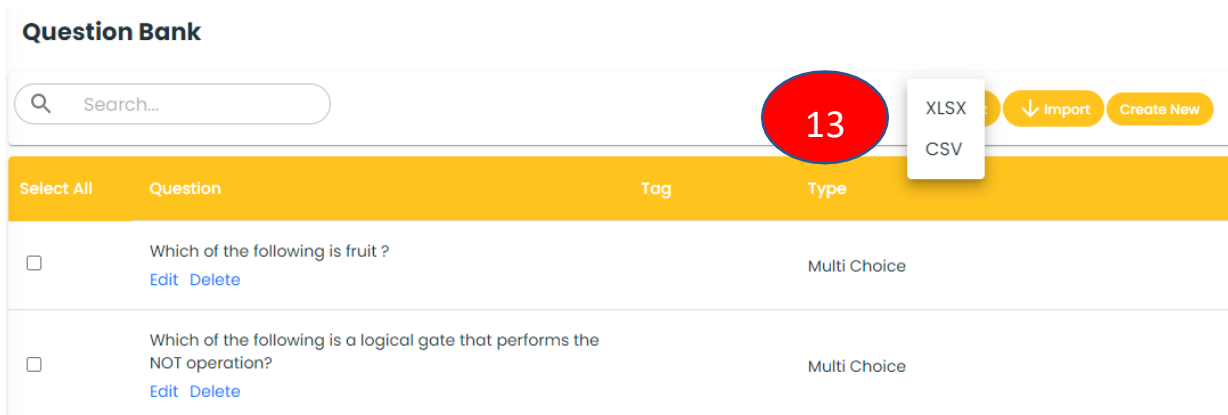 Question Bank
Search...
13
XLSX
CSV
Import
Create New
Select All
Question
Tag
Type
Which of the following is fruit ?
Edit Delete
Multi Choice
Which of the following is a logical gate that performs the
NOT operation?
Edit Delete
Multi Choice